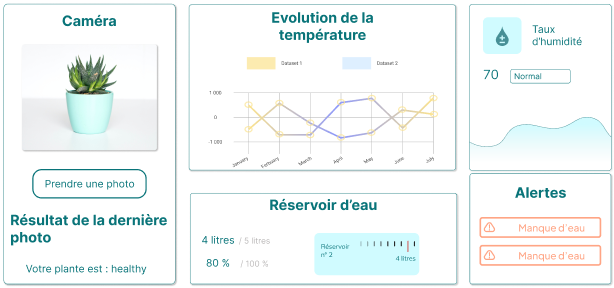 Caméra
Prendre une photo
Résultat de la dernière
photo
Votre plante est : healthy
Evolution de la
température
Dataset 1
Dataset 2
1 000
0
-1 000
January
February
March
April
May
June
July
Réservoir d'eau
4 litres / 5 litres
80 % / 100 %
Réservoir
n° 2
4 litres
Taux
d'humidité
70
Normal
Alertes
Manque d'eau
Manque d'eau